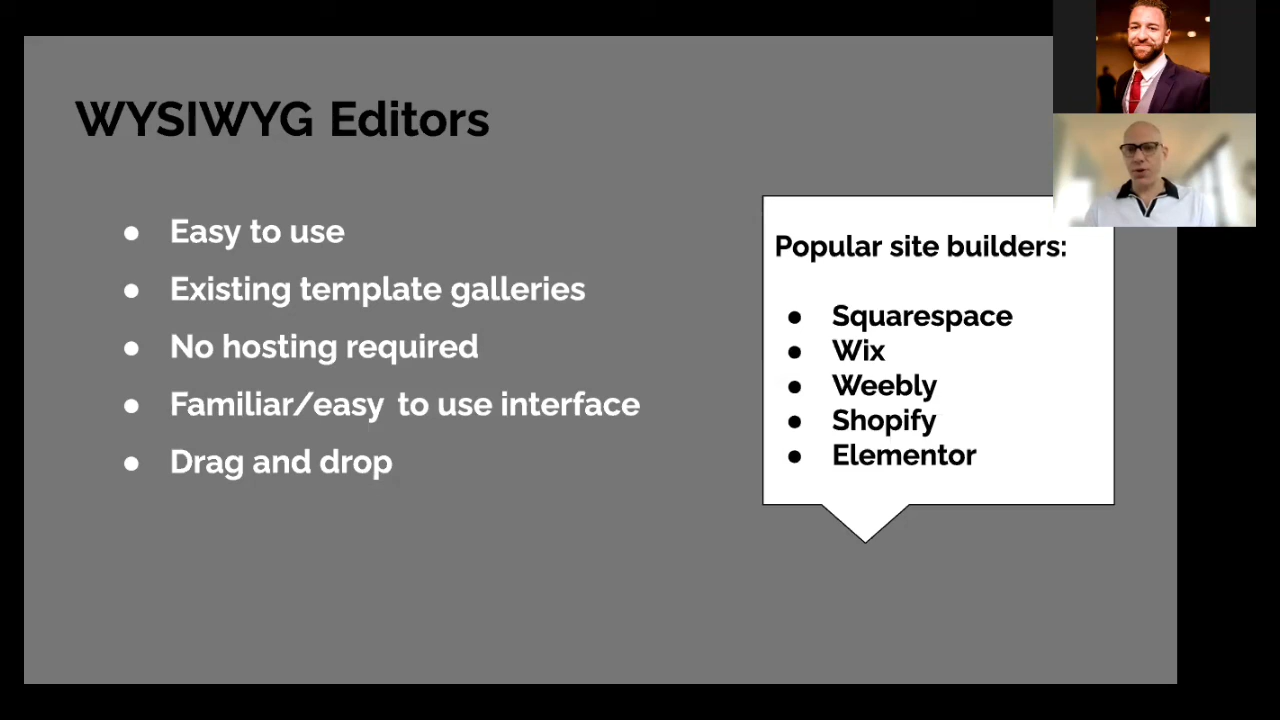 WYSIWYG Editors
● Easy to use
● Existing template galleries
● No hosting required
● Familiar/easy to use interface
● Drag and drop
Popular site builders:
● Squarespace
● Wix
● Weebly
● Shopify
● Elementor